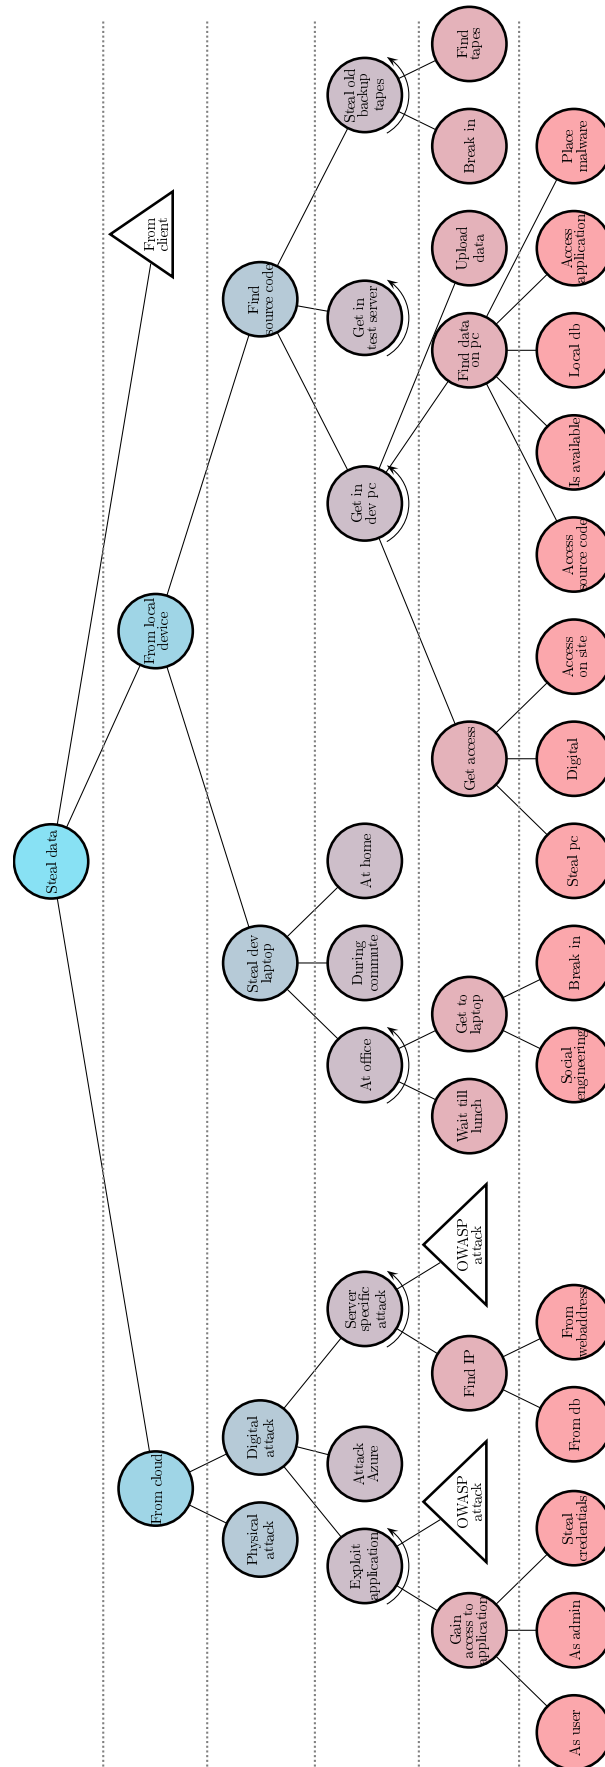 Steal data
From cloud
From local
device
From
client
Physical
attack
Digital
attack
Steal dev
laptop
Find
source code
Exploit
application
Attack
Azure
Server
specific
attack
At office
During
commute
At home
Get in
dev pc
Get in
test server
Steal old
backup
tapes
Gain
access to
application
OWASP
attack
Find IP
OWASP
attack
Wait till
lunch
Get to
laptop
Get access
Find data
on pc
Upload
data
Break in
Find
tapes
As user
As admin
Steal
credentials
From db
From
webaddress
Social
engineering
Break in
Steal pc
Digital
Access
on site
Access
source code
Is available
Local db
Access
application
Place
malware